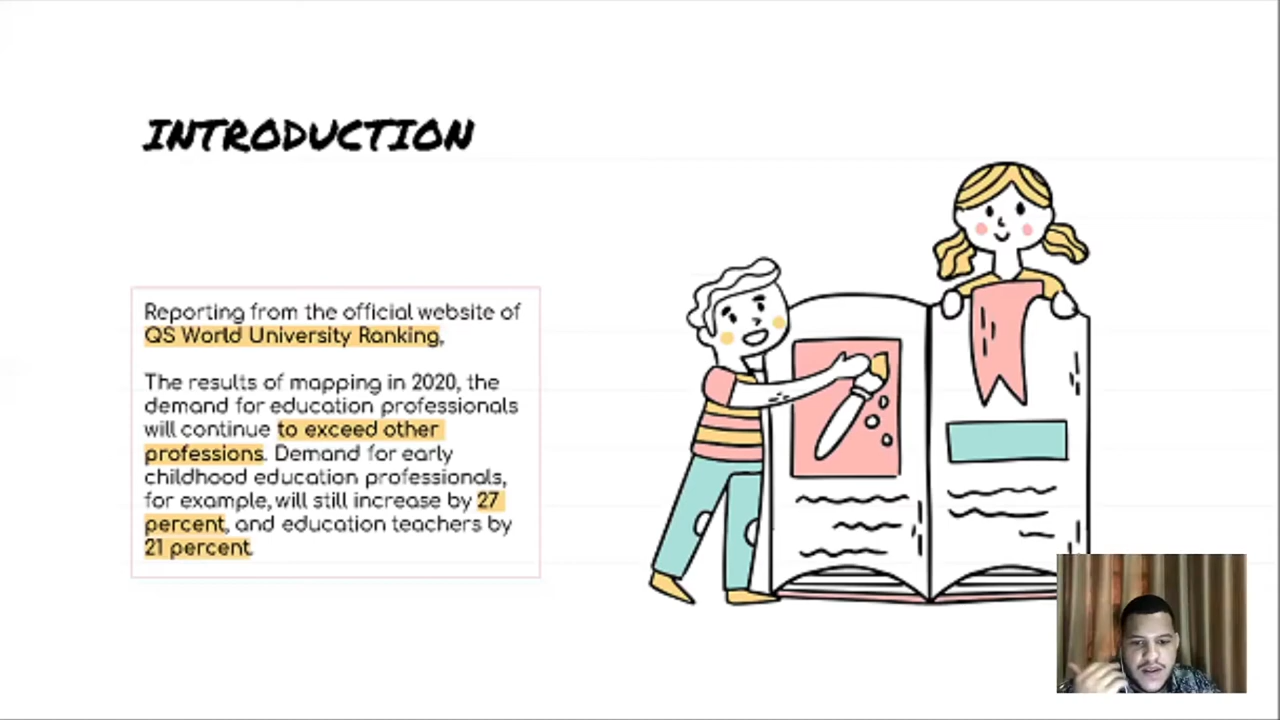 INTRODUCTION
Reporting from the official website of
QS World University Ranking,
The results of mapping in 2020, the
demand for education professionals
will continue to exceed other
professions. Demand for early
childhood education professionals,
for example, will still increase by 27
percent, and education teachers by
21 percent.